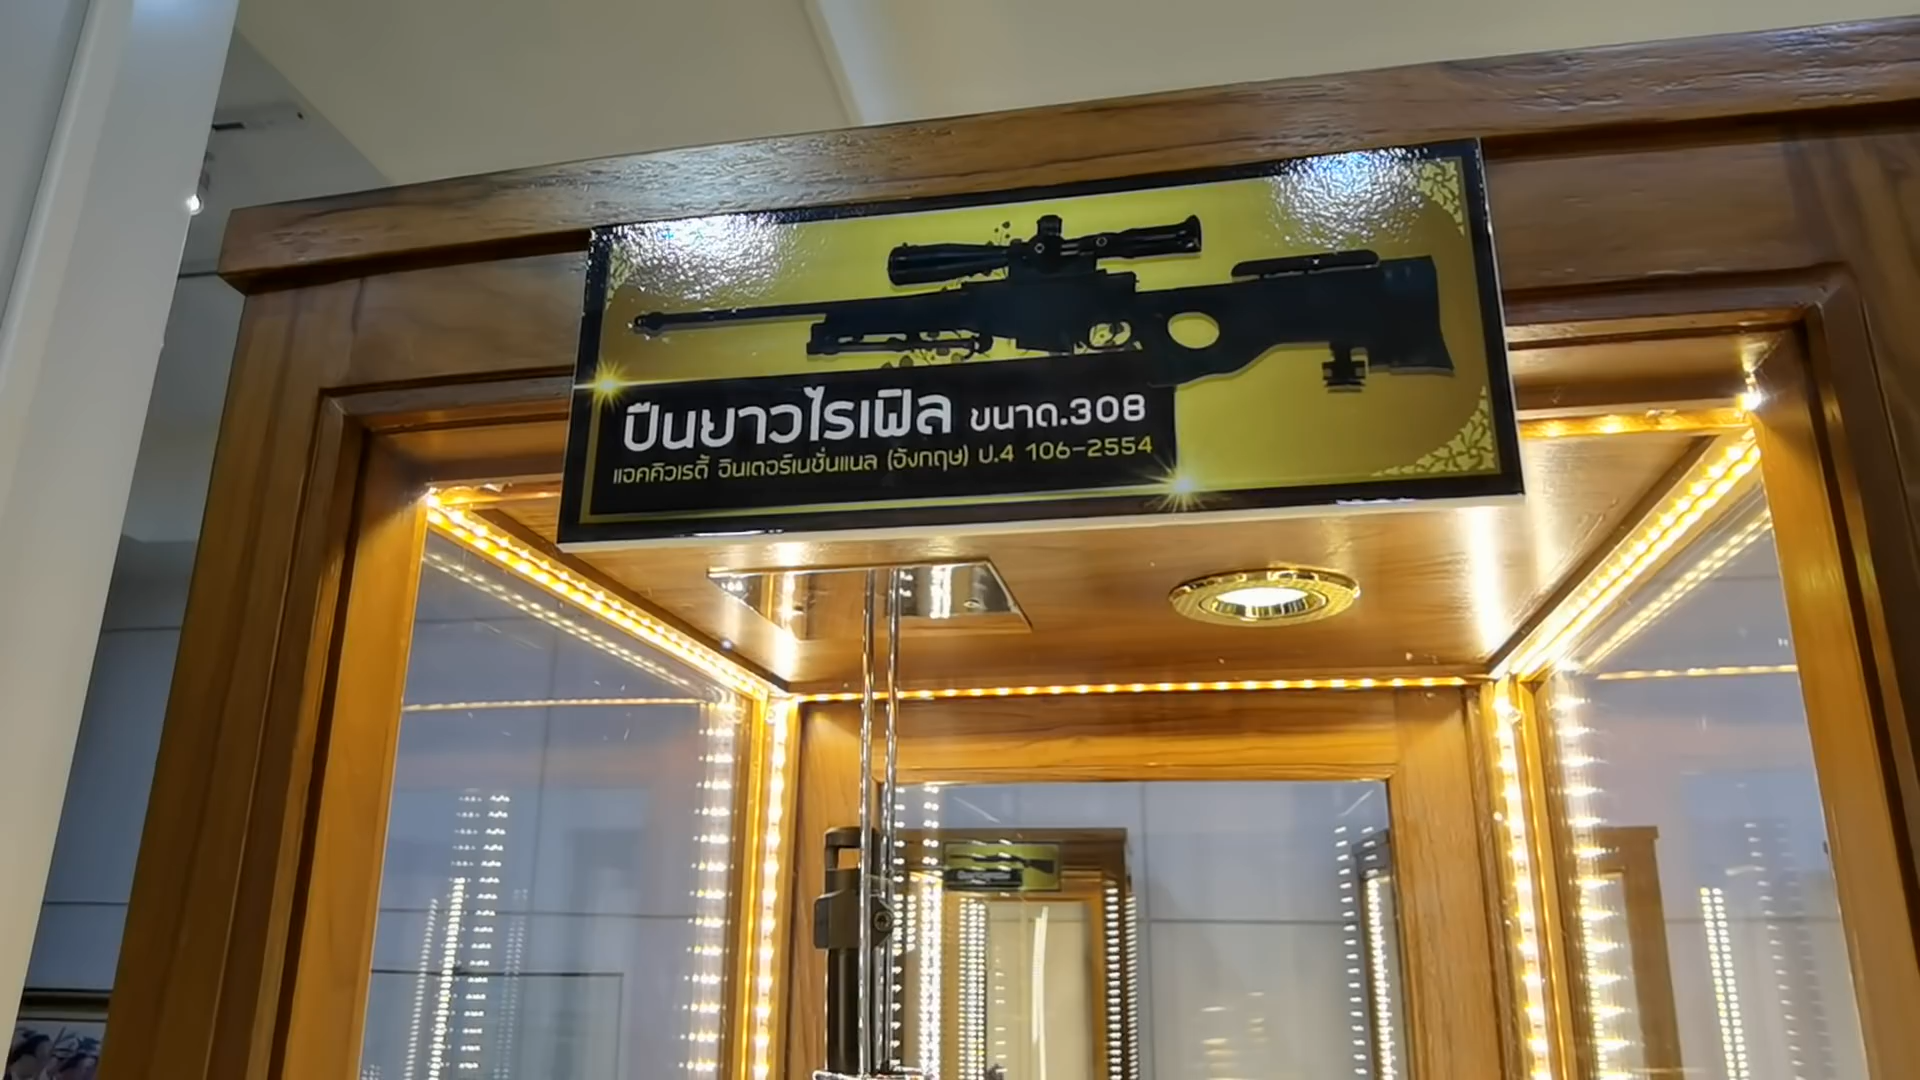 ปืนยาวไรเฟิล ขนาด.308
แอคคิวเรตี้ อินเตอร์เนชั่นแนล (อังกฤษ) ป.4 106-2554